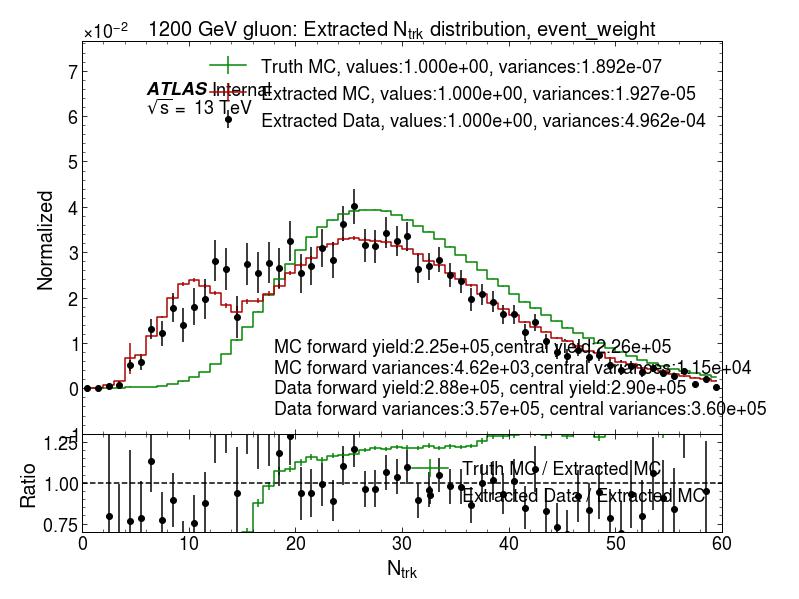 ×10⁻² 1200 GeV gluon: Extracted N_trk distribution, event_weight
Truth MC, values:1.000e+00, variances:1.892e-07
ATLAS Internal
Extracted MC, values:1.000e+00, variances:1.927e-05
√s = 13 TeV
Extracted Data, values:1.000e+00, variances:4.962e-04
7
6
5
4
3
2
1
0
1
Normalized
MC forward yield:2.25e+05,central yield:2.26e+05
MC forward variances:4.62e+03,central variances:1.15e+04
Data forward yield:2.88e+05, central yield:2.90e+05
Data forward variances:3.57e+05, central variances:3.60e+05
1.25
1.00
0.75
Ratio
Truth MC / Extracted MC
Extracted Data / Extracted MC
0 10 20 30 40 50 60
N_trk